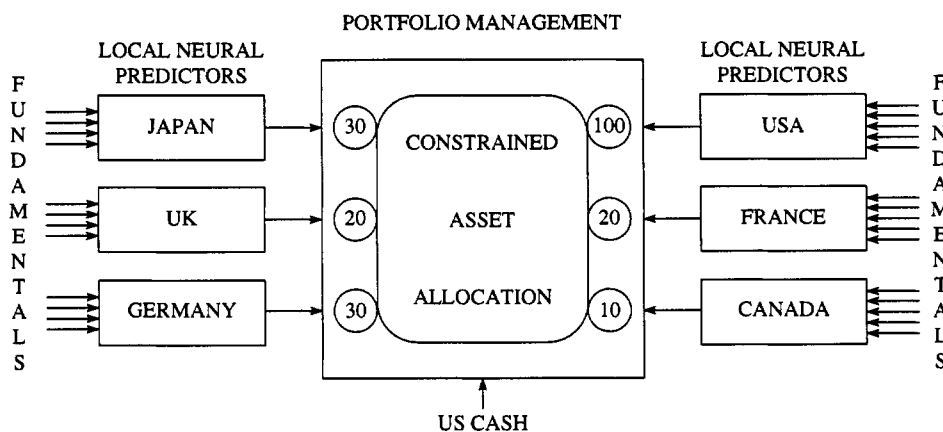 PORTFOLIO MANAGEMENT
LOCAL NEURAL
PREDICTORS
LOCAL NEURAL
PREDICTORS
FUNDAMENTALS
JAPAN
UK
GERMANY
30
20
30
CONSTRAINED
ASSET
ALLOCATION
100
20
10
USA
FRANCE
CANADA
FUNDAMENTALS
US CASH